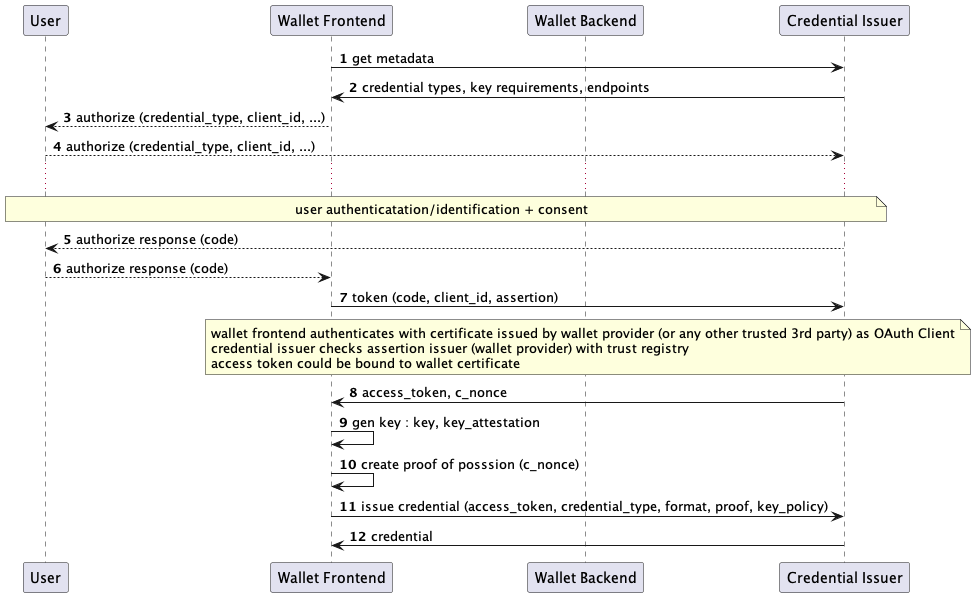 User Wallet Frontend Wallet Backend Credential Issuer
1 get metadata
2 credential types, key requirements, endpoints
3 authorize (credential_type, client_id, ...)
4 authorize (credential_type, client_id, ...)
user authenticatation/identification + consent
5 authorize response (code)
6 authorize response (code)
7 token (code, client_id, assertion)
wallet frontend authenticates with certificate issued by wallet provider (or any other trusted 3rd party) as OAuth Client
credential issuer checks assertion issuer (wallet provider) with trust registry
access token could be bound to wallet certificate
8 access_token, c_nonce
9 gen key : key, key_attestation
10 create proof of posssion (c_nonce)
11 issue credential (access_token, credential_type, format, proof, key_policy)
12 credential
User Wallet Frontend Wallet Backend Credential Issuer